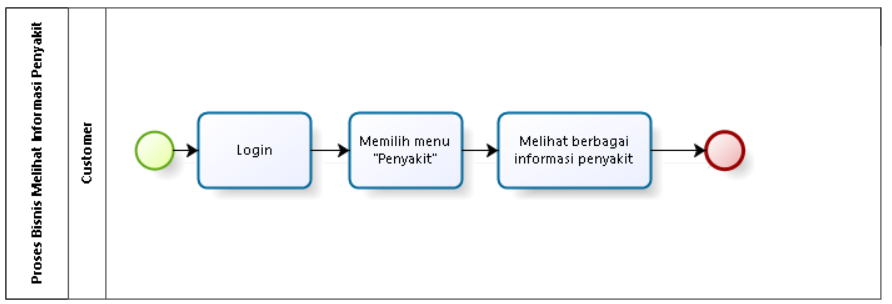 Proses Bisnis Melihat Informasi Penyakit
Customer
Login
Memilih menu
"Penyakit"
Melihat berbagai
informasi penyakit